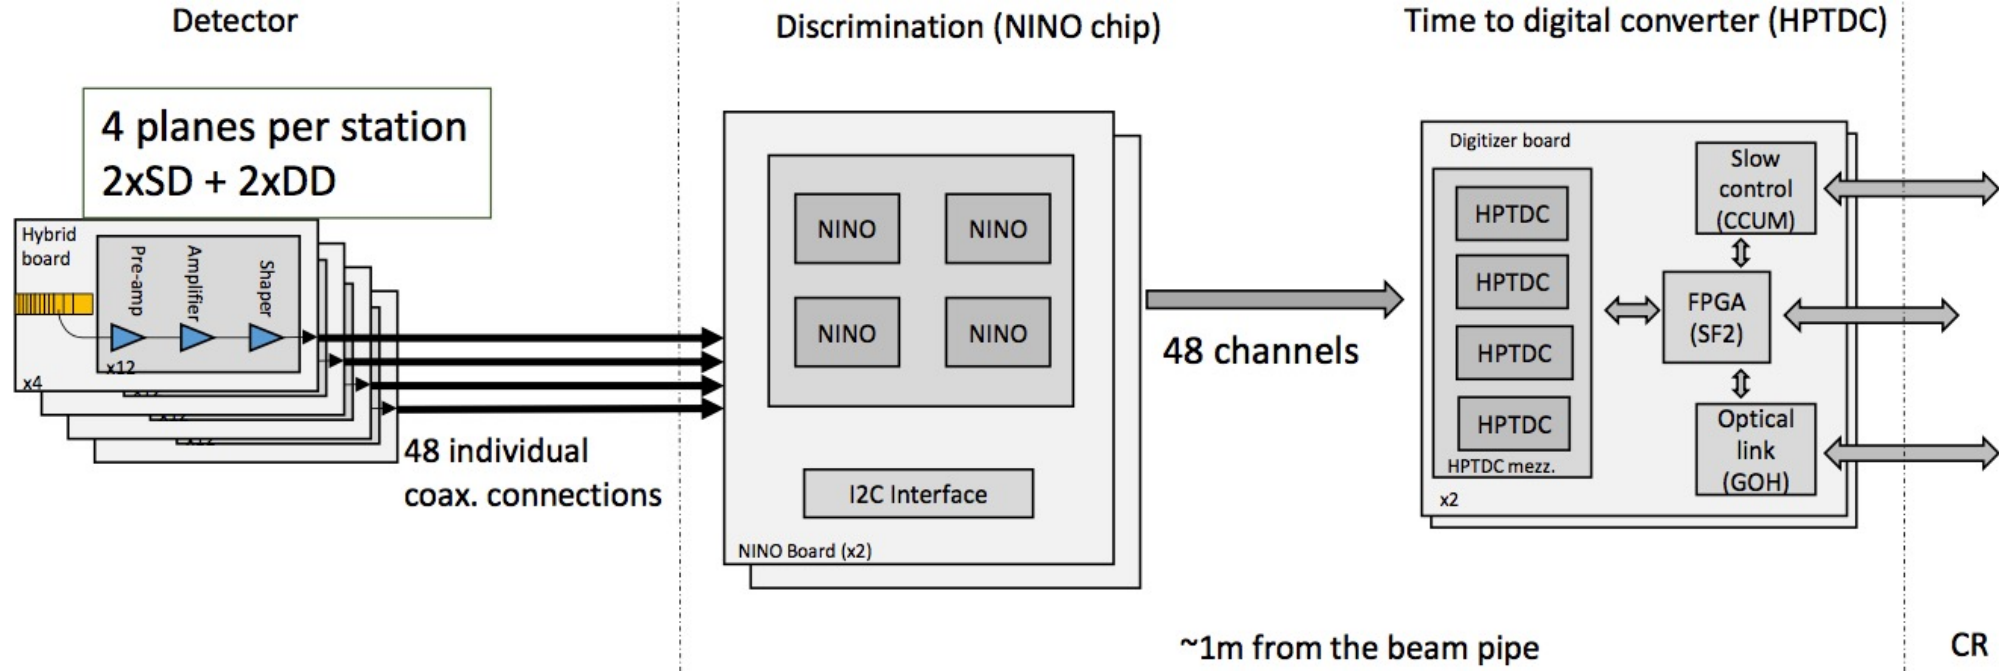 Detector
Discrimination (NINO chip)
Time to digital converter (HPTDC)
4 planes per station
2xSD + 2xDD
Hybrid
board
Pre-amp
Amplifier
Shaper
x12
x4
x12
x12
x12
48 individual
coax. connections
NINO
NINO
NINO
NINO
I2C Interface
NINO Board (x2)
48 channels
Digitizer board
HPTDC
HPTDC
HPTDC
HPTDC
HPTDC mezz.
x2
Slow
control
(CCUM)
FPGA
(SF2)
Optical
link
(GOH)
~1m from the beam pipe
CR